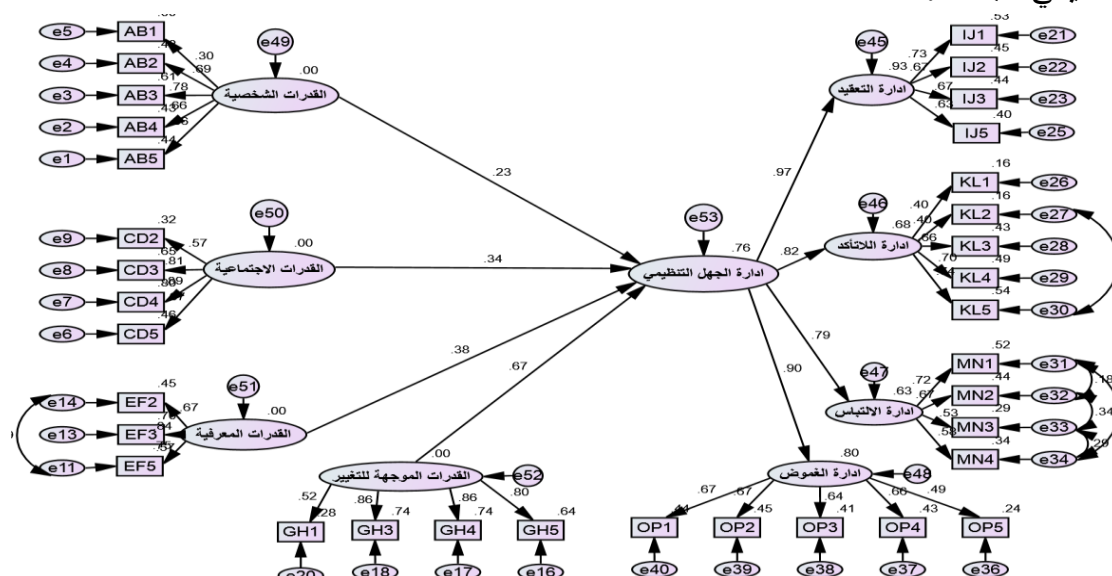 e5
AB1
.30
e4
AB2
.69
.61
e3
AB3
.78
e2
AB4
.66
.43
e1
AB5
.44
e49
.00
القدرات الشخصية
.23
e9
CD2
.32
.57
e8
CD3
.65
.81
e7
CD4
e6
CD5
.46
e50
.00
القدرات الاجتماعية
.34
e14
EF2
.45
.67
e13
EF3
.84
e11
EF5
e51
.00
القدرات المعرفية
.38
.00
القدرات الموجهة للتغيير
e52
.67
.52
.86
.86
.80
GH1
.28
GH3
.74
GH4
.74
GH5
.64
e20
e18
e17
e16
e53
.76
ادارة الجهل التنظيمي
.97
.82
.79
.90
e45
.93
ادارة التعقيد
.73
.67
.67
.63
IJ1
.53
e21
IJ2
.45
e22
IJ3
.44
e23
IJ5
.40
e25
e46
.68
ادارة اللاتأكد
.40
.40
.66
.70
KL1
.16
e26
KL2
.16
e27
KL3
.43
e28
KL4
.49
e29
KL5
.54
e30
e47
.63
ادارة الالتباس
.72
.67
.53
.58
MN1
.52
e31
MN2
.44
e32
MN3
.29
e33
MN4
.34
e34
.18
.34
.29
.80
ادارة الغموض
e48
.67
.67
.64
.66
.49
OP1
OP2
.45
OP3
.41
OP4
.43
OP5
.24
e40
e39
e38
e37
e36